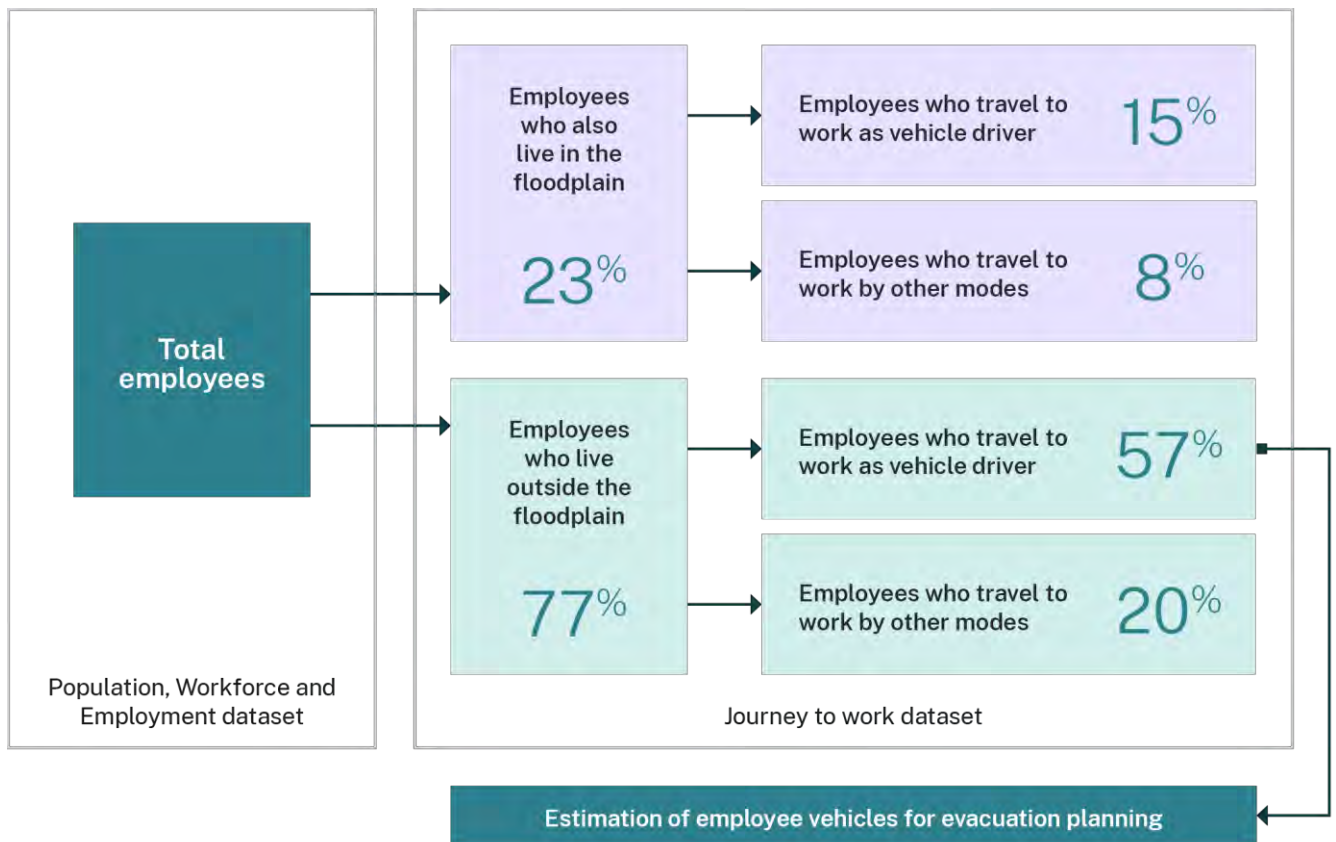 Total
employees
Population, Workforce and
Employment dataset
Employees
who also
live in the
floodplain
23%
Employees who travel to
work as vehicle driver
15%
Employees who travel to
work by other modes
8%
Employees
who live
outside the
floodplain
77%
Employees who travel to
work as vehicle driver
57%
Employees who travel to
work by other modes
20%
Journey to work dataset
Estimation of employee vehicles for evacuation planning